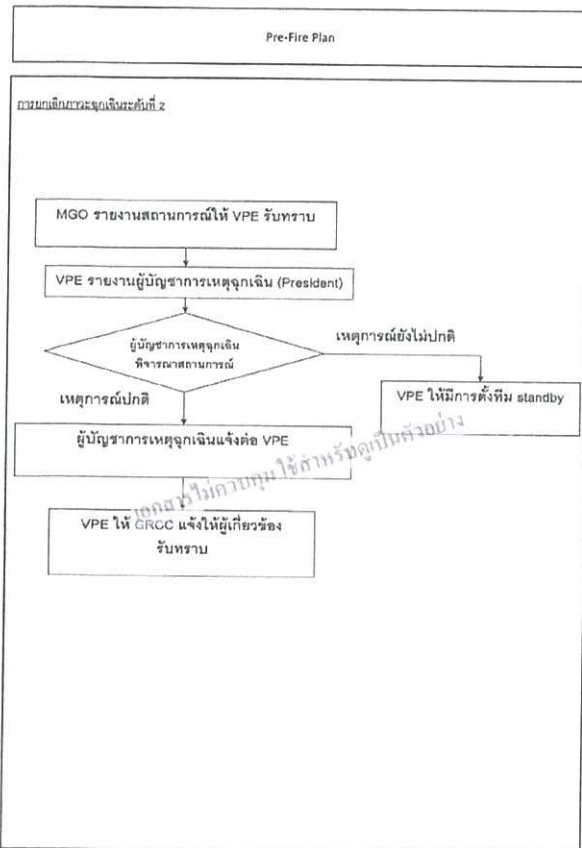 Pre-Fire Plan
การยกเลิกภาวะฉุกเฉินระดับที่ 2
MGO รายงานสถานการณ์ให้ VPE รับทราบ
VPE รายงานผู้บัญชาการเหตุฉุกเฉิน (President)
ผู้บัญชาการเหตุฉุกเฉิน
พิจารณาสถานการณ์
เหตุการณ์ยังไม่ปกติ
เหตุการณ์ปกติ
VPE ให้มีการตั้งทีม standby
ผู้บัญชาการเหตุฉุกเฉินแจ้งต่อ VPE
เอกสารไม่ควบคุม ใช้สำหรับดูเป็นตัวอย่าง
VPE ให้ GRCC แจ้งให้ผู้เกี่ยวข้อง
รับทราบ